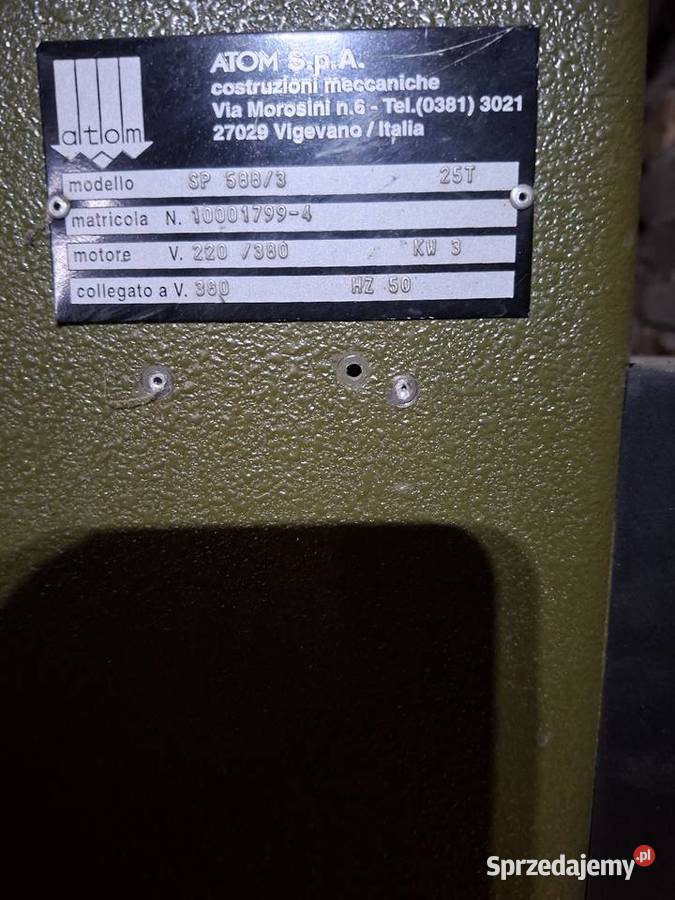 atom
ATOM S.p.A.
costruzioni meccaniche
Via Morosini n.6 - Tel.(0381) 3021
27029 Vigevano / Italia
modello SP 588/3 25T
matricola N. 10001799-4
motore V. 220 /380 KW 3
collegato a V. 380 HZ 50
Sprzedajemy.pl